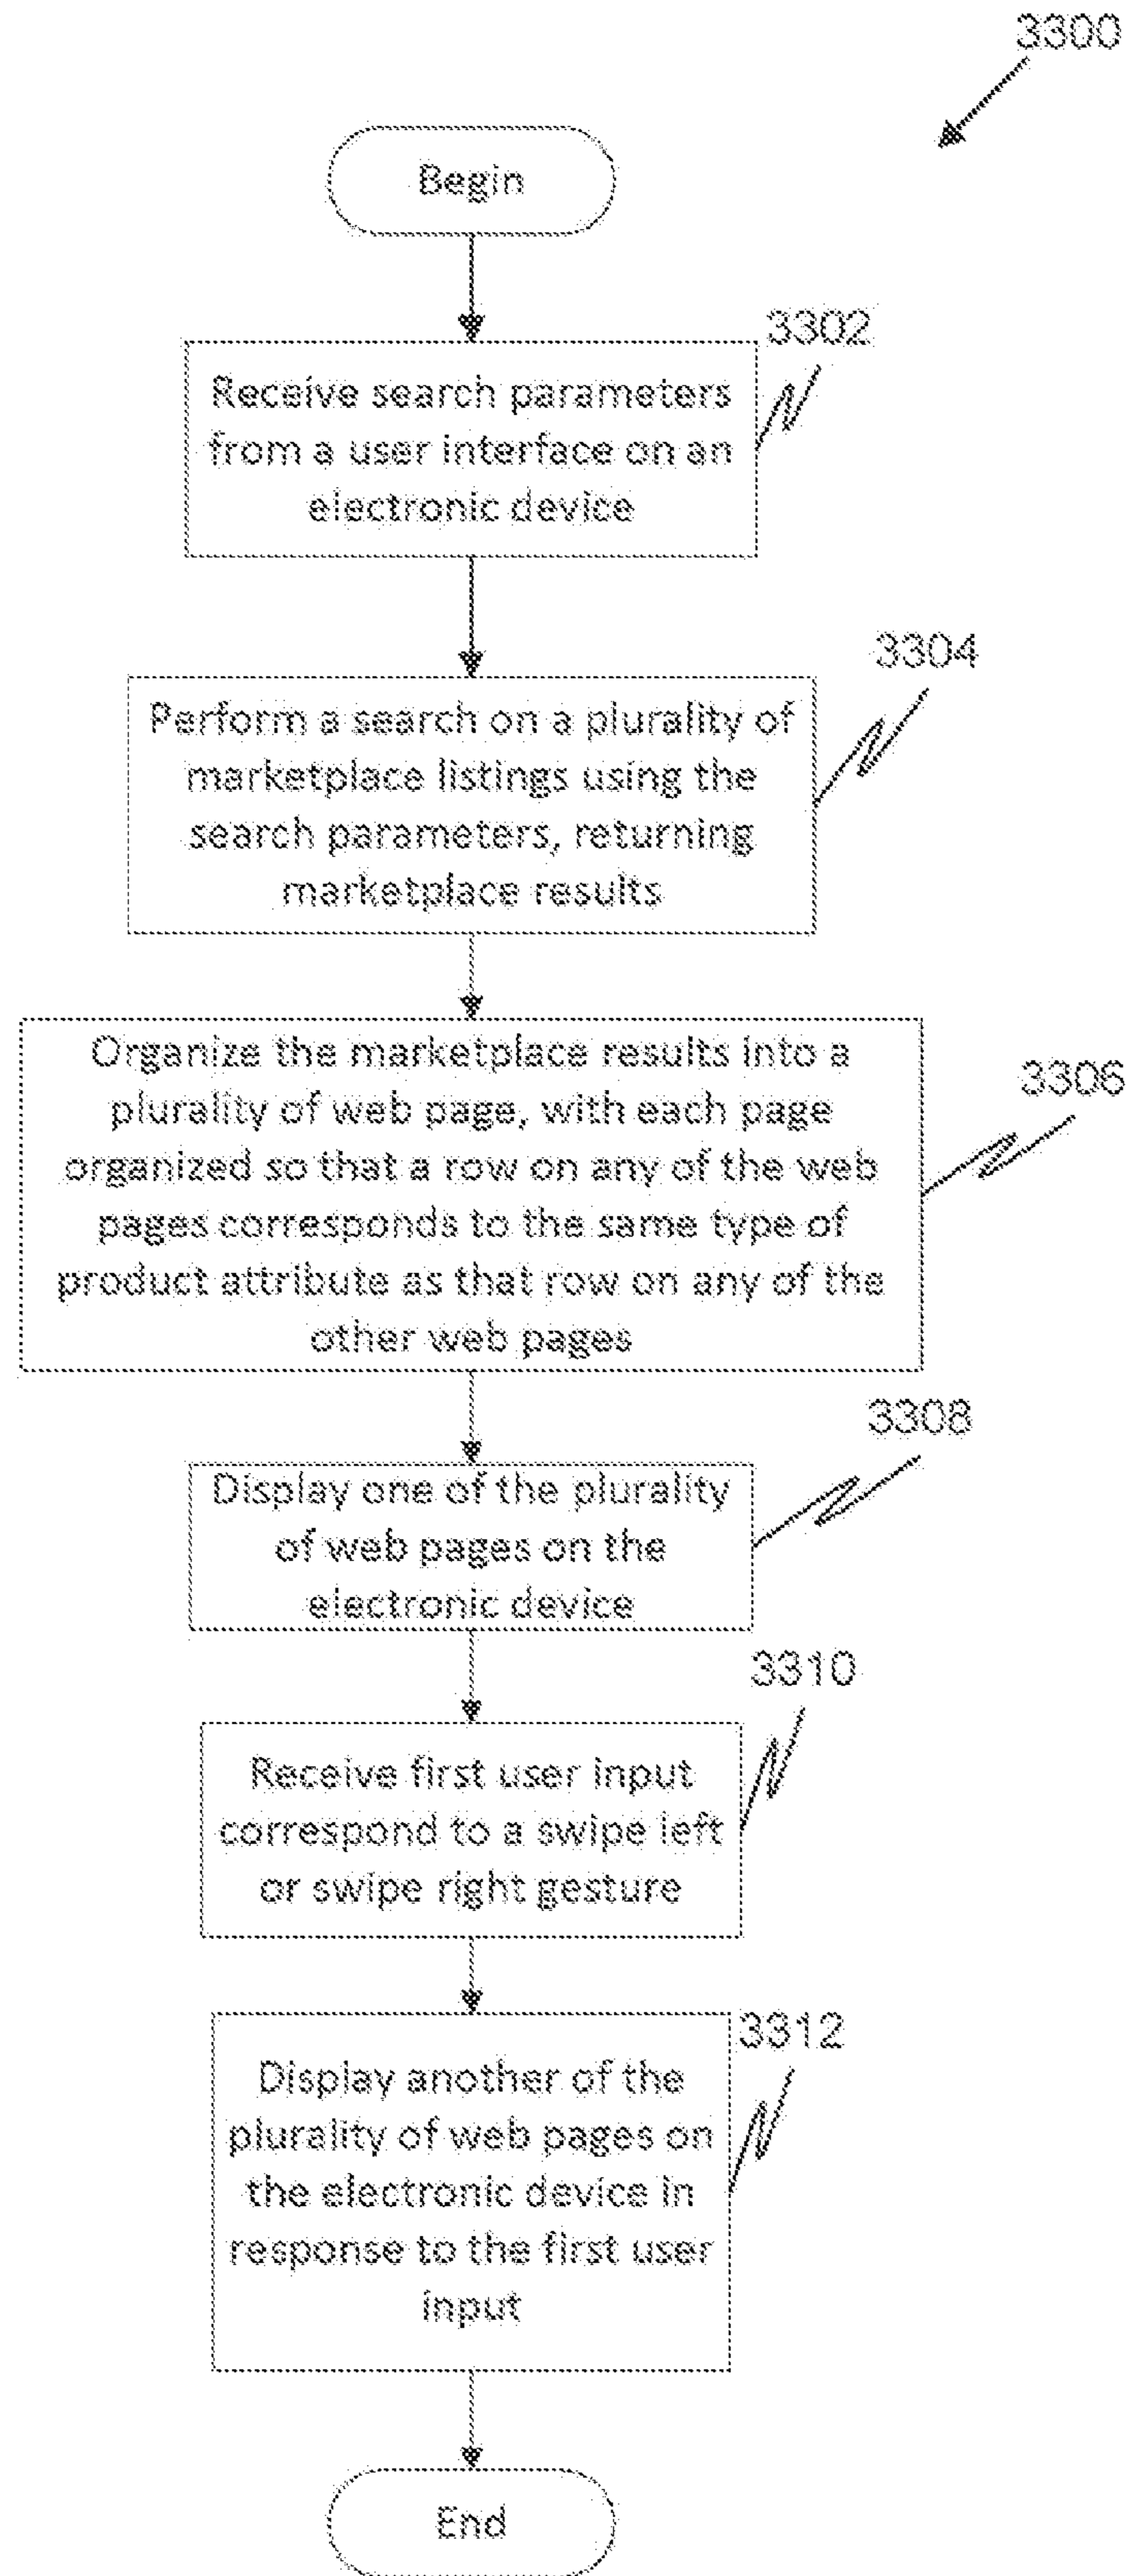 3300
Begin
3302
Receive search parameters
from a user interface on an
electronic device
3304
Perform a search on a plurality of
marketplace listings using the
search parameters, returning
marketplace results
3306
Organize the marketplace results into a
plurality of web page, with each page
organized so that a row on any of the web
pages corresponds to the same type of
product attribute as that row on any of the
other web pages
3308
Display one of the plurality
of web pages on the
electronic device
3310
Receive first user input
correspond to a swipe left
or swipe right gesture
3312
Display another of the
plurality of web pages on
the electronic device in
response to the first user
input
End